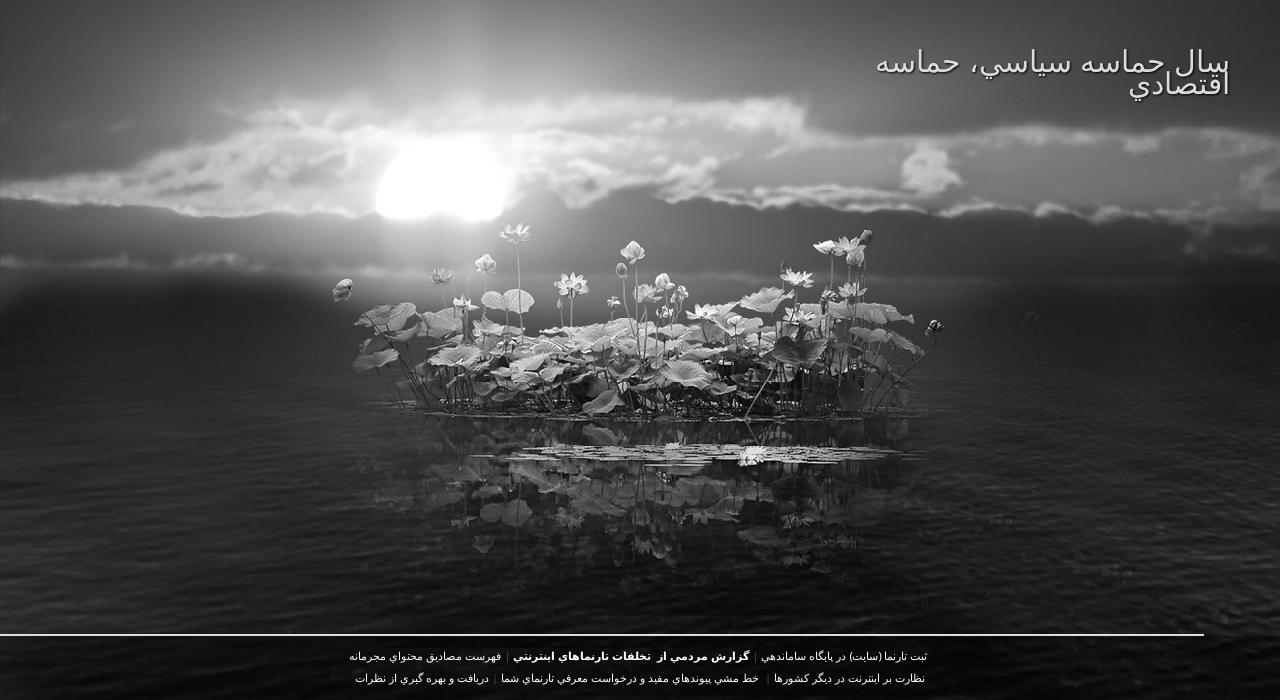 سال حماسه سياسي، حماسه
اقتصادي
ثبت تارنما (سايت) در پايگاه ساماندهي | گزارش مردمي از تخلفات تارنماهاي اينترنتي | فهرست مصاديق محتواي مجرمانه
نظارت بر اينترنت در ديگر كشورها | خط مشي پيوندهاي مفيد و درخواست معرفي تارنماي شما | دريافت و بهره گيري از نظرات